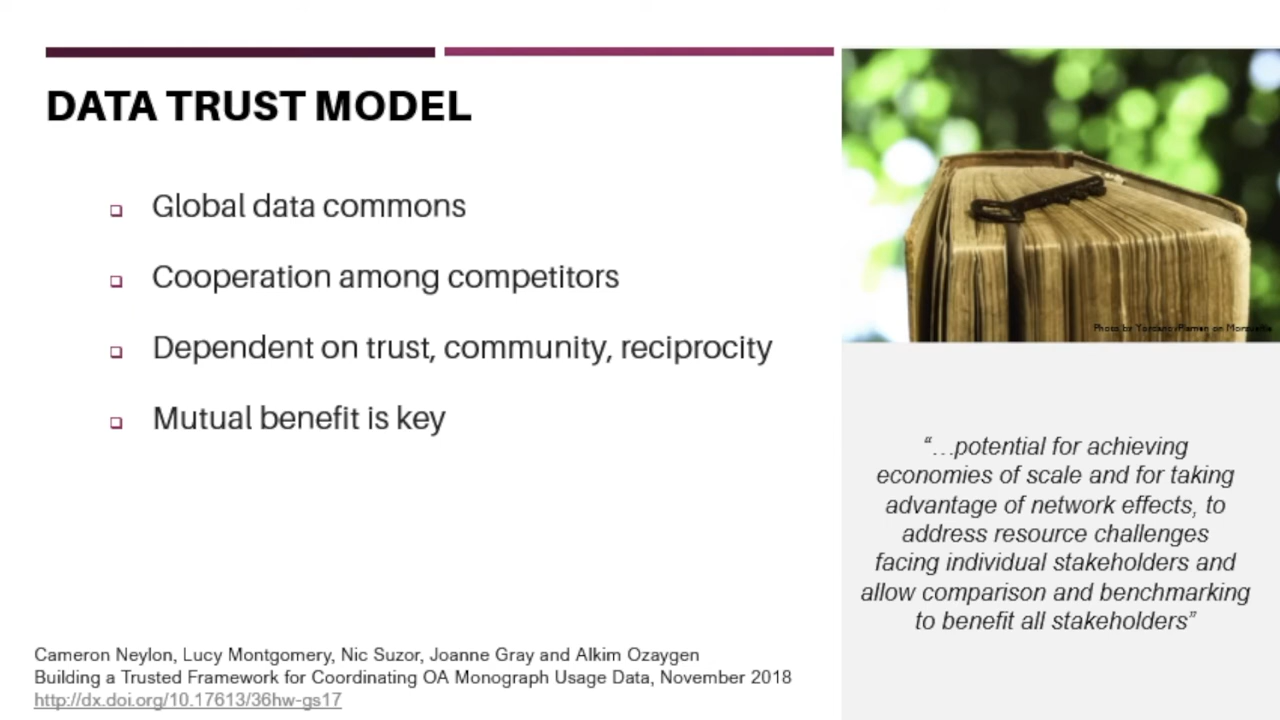 DATA TRUST MODEL
Global data commons
Cooperation among competitors
Dependent on trust, community, reciprocity
Mutual benefit is key
Photo by YordanovPlamen on
“…potential for achieving
economies of scale and for taking
advantage of network effects, to
address resource challenges
facing individual stakeholders and
allow comparison and benchmarking
to benefit all stakeholders”
Cameron Neylon, Lucy Montgomery, Nic Suzor, Joanne Gray and Alkim Ozaygen
Building a Trusted Framework for Coordinating OA Monograph Usage Data, November 2018
http://dx.doi.org/10.17613/36hw-gs17